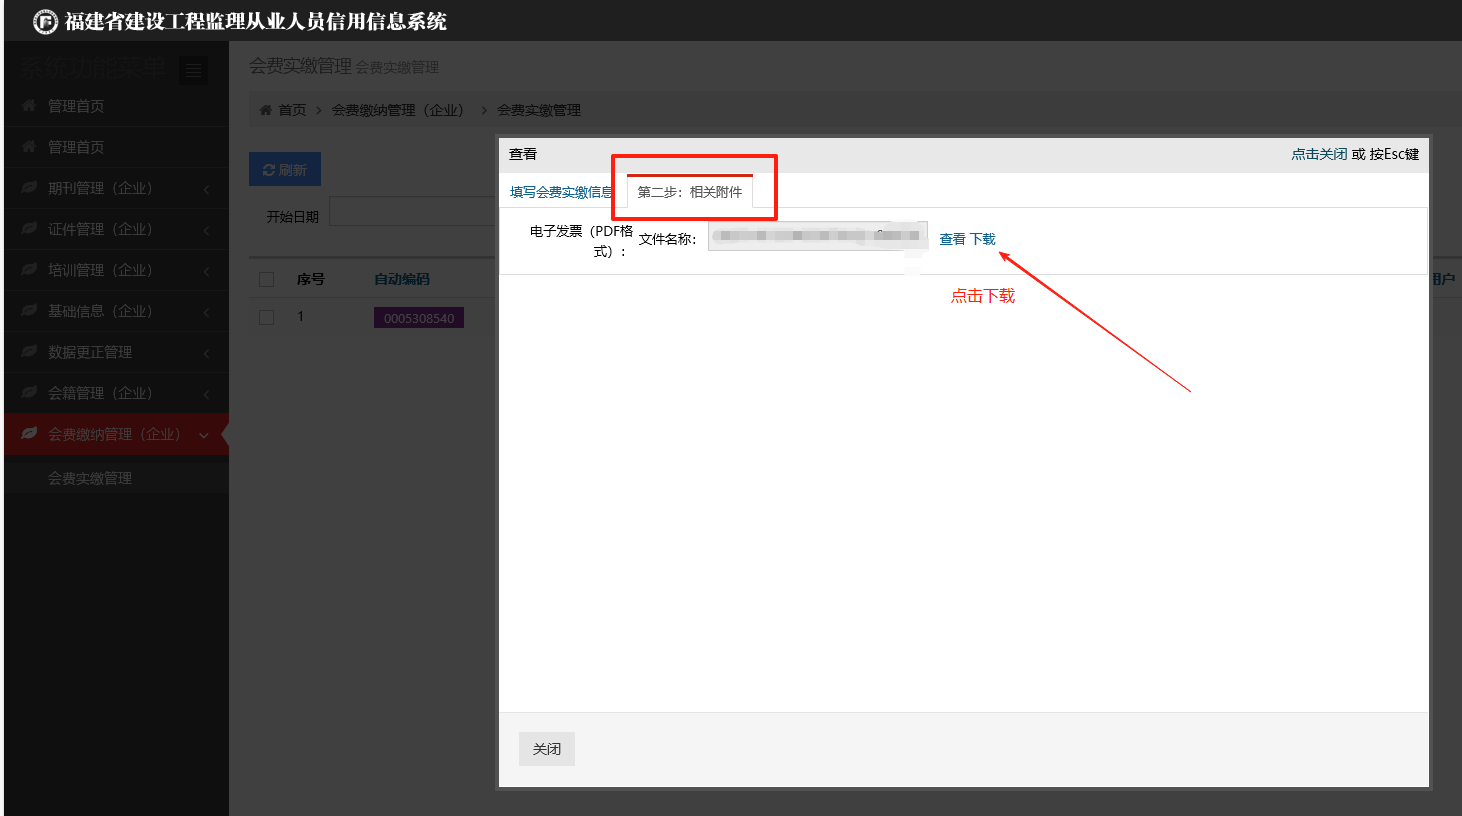 福建省建设工程监理从业人员信用信息系统
系统功能菜单
管理首页
管理首页
期刊管理（企业）
证件管理（企业）
培训管理（企业）
基础信息（企业）
数据更正管理
会籍管理（企业）
会费缴纳管理（企业）
会费实缴管理
会费实缴管理 会费实缴管理
首页 > 会费缴纳管理（企业） > 会费实缴管理
刷新
开始日期
序号 自动编码
1 0005308540
用户
查看 点击关闭 或 按Esc键
填写会费实缴信息 第二步：相关附件
电子发票（PDF格
式）：
文件名称： 查看 下载
点击下载
关闭